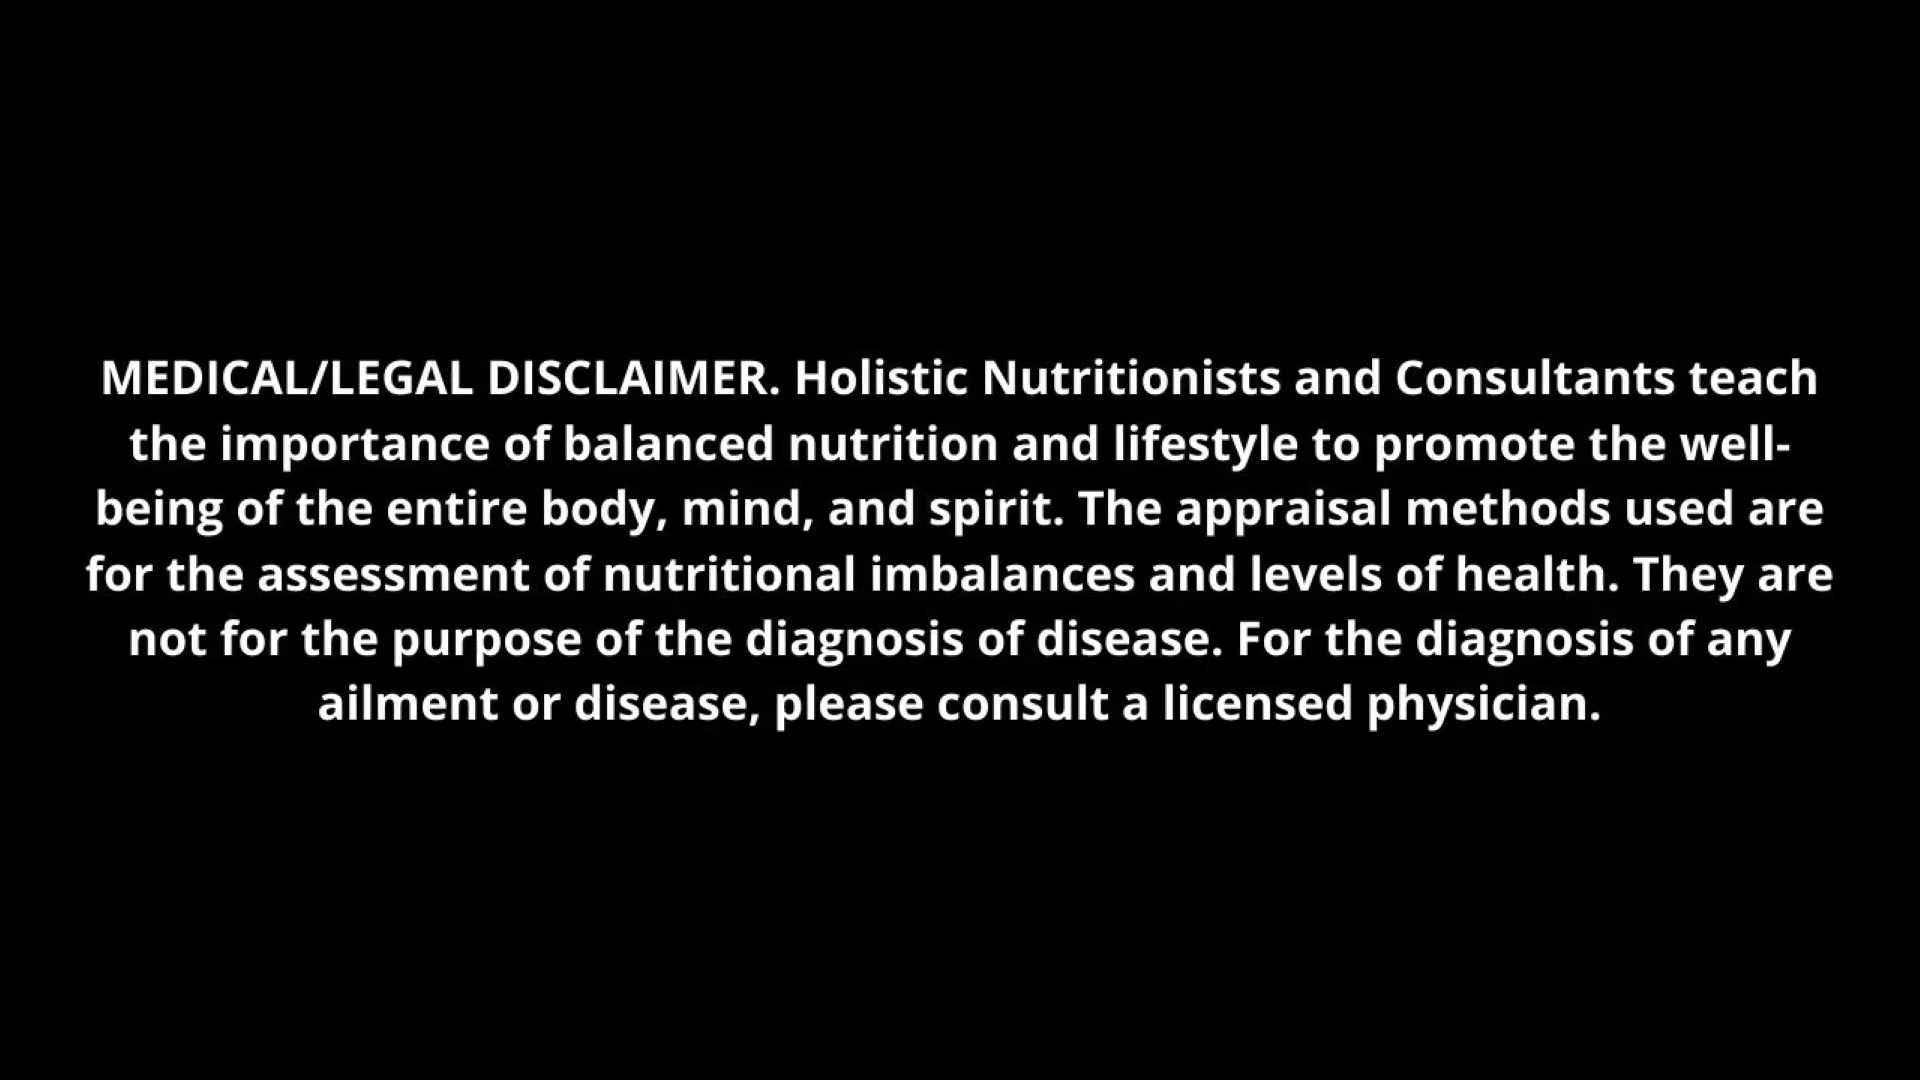 MEDICAL/LEGAL DISCLAIMER. Holistic Nutritionists and Consultants teach
the importance of balanced nutrition and lifestyle to promote the well-
being of the entire body, mind, and spirit. The appraisal methods used are
for the assessment of nutritional imbalances and levels of health. They are
not for the purpose of the diagnosis of disease. For the diagnosis of any
ailment or disease, please consult a licensed physician.